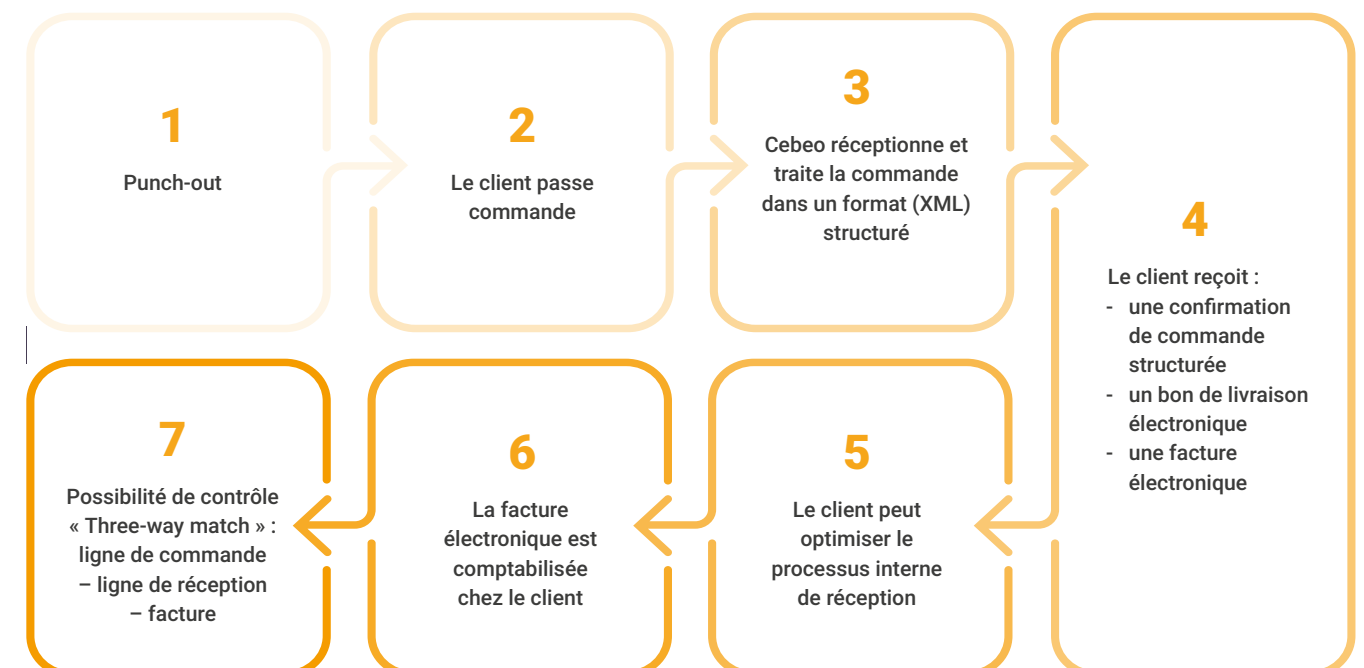 1
Punch-out
2
Le client passe
commande
3
Cebeo réceptionne et
traite la commande
dans un format (XML)
structuré
4
Le client reçoit :
- une confirmation
de commande
structurée
- un bon de livraison
électronique
- une facture
électronique
5
Le client peut
optimiser le
processus interne
de réception
6
La facture
électronique est
comptabilisée
chez le client
7
Possibilité de contrôle
« Three-way match » :
ligne de commande
– ligne de réception
– facture